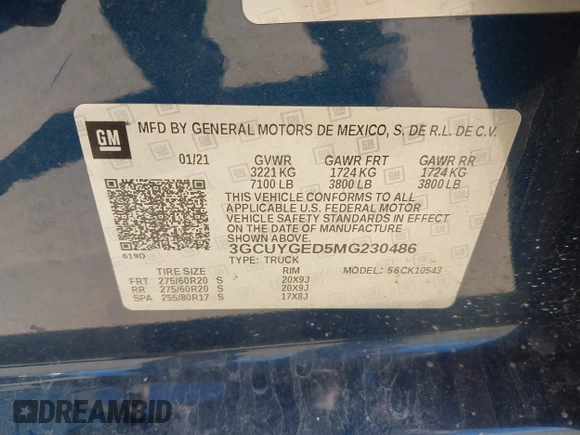 GM
MFD BY GENERAL MOTORS DE MEXICO, S. DE R.L. DE C.V.
01/21 GVWR GAWR FRT GAWR RR
3221 KG 1724 KG 1724 KG
7100 LB 3800 LB 3800 LB
THIS VEHICLE CONFORMS TO ALL
APPLICABLE U.S. FEDERAL MOTOR
VEHICLE SAFETY STANDARDS IN EFFECT
ON THE DATE OF MANUFACTURE
SHOWN ABOVE.
619D 3GCUYGED5MG230486
TYPE: TRUCK
TIRE SIZE RIM MODEL: 56CK10543
FRT 275/60R20 S 20X9J
RR 275/60R20 S 20X9J
SPA 255/80R17 S 17X8J
DREAMBID